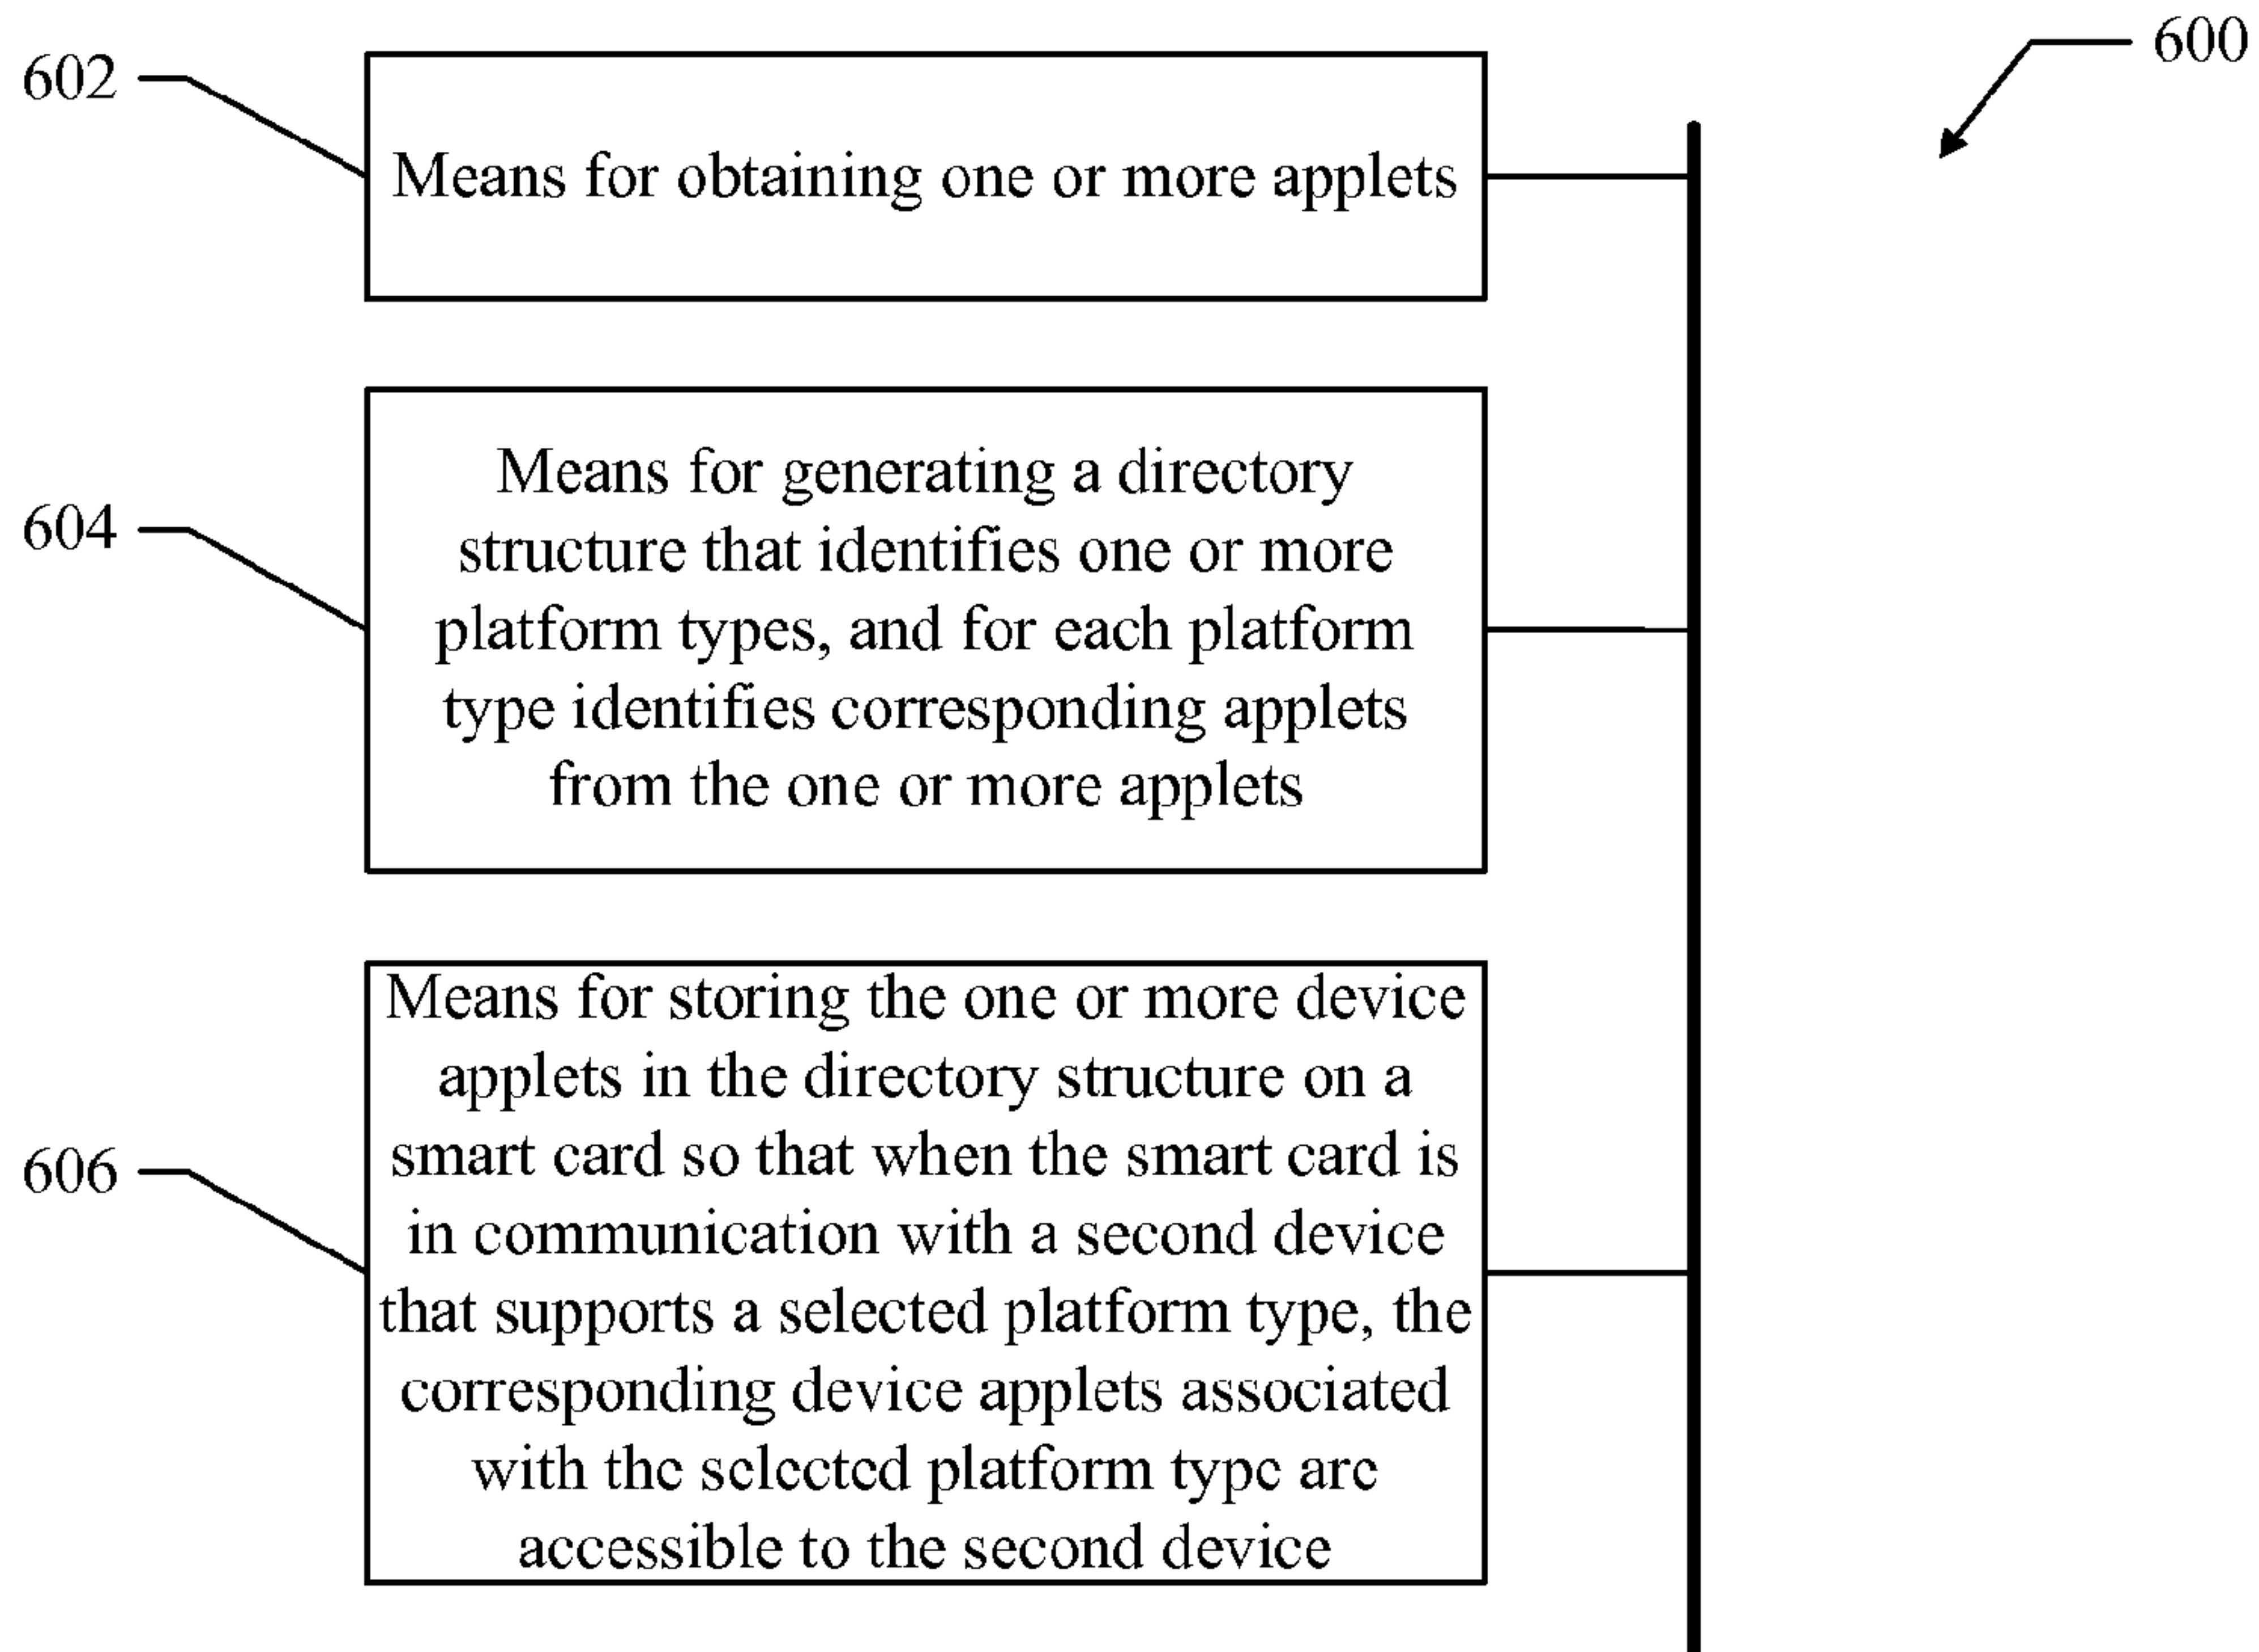 600
602
Means for obtaining one or more applets
604
Means for generating a directory
structure that identifies one or more
platform types, and for each platform
type identifies corresponding applets
from the one or more applets
606
Means for storing the one or more device
applets in the directory structure on a
smart card so that when the smart card is
in communication with a second device
that supports a selected platform type, the
corresponding device applets associated
with the selected platform type are
accessible to the second device